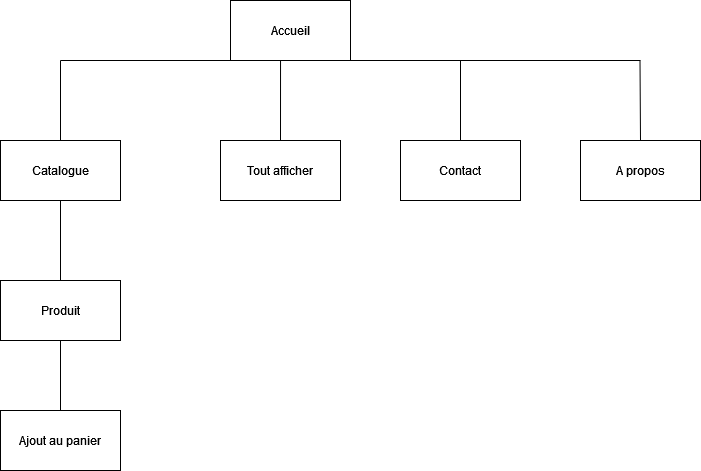 Accueil
Catalogue
Tout afficher
Contact
A propos
Produit
Ajout au panier